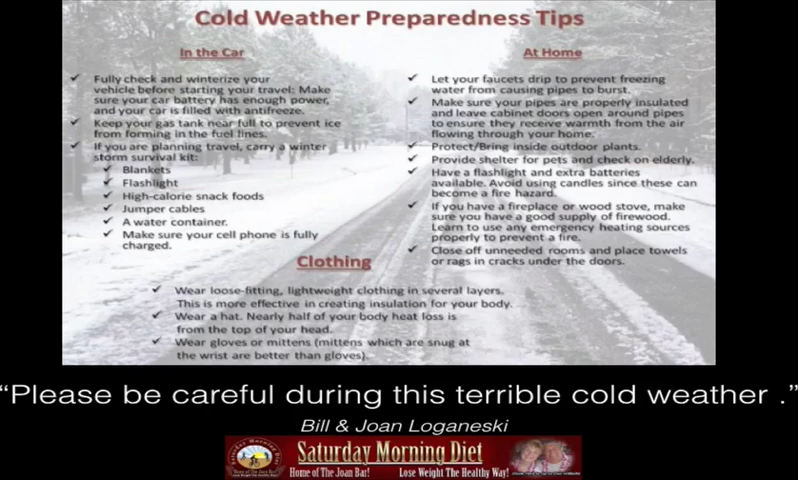 Cold Weather Preparedness Tips
In the Car
✓ Fully check and winterize your
vehicle before starting your travel: Make
sure your car battery has enough power,
and your car is filled with antifreeze.
✓ Keep your gas tank near full to prevent ice
from forming in the fuel lines.
✓ If you are planning travel, carry a winter
storm survival kit:
✓ Blankets
✓ Flashlight
✓ High-calorie snack foods
✓ Jumper cables
✓ A water container.
✓ Make sure your cell phone is fully
charged.
At Home
✓ Let your faucets drip to prevent freezing
water from causing pipes to burst.
✓ Make sure your pipes are properly insulated
and leave cabinet doors open around pipes
to ensure they receive warmth from the air
flowing through your home.
✓ Protect/Bring inside outdoor plants.
✓ Provide shelter for pets and check on elderly.
✓ Have a flashlight and extra batteries
available. Avoid using candles since these can
become a fire hazard.
✓ If you have a fireplace or wood stove, make
sure you have a good supply of firewood.
Learn to use any emergency heating sources
properly to prevent a fire.
✓ Close off unneeded rooms and place towels
or rags in cracks under the doors.
Clothing
✓ Wear loose-fitting, lightweight clothing in several layers.
This is more effective in creating insulation for your body.
✓ Wear a hat. Nearly half of your body heat loss is
from the top of your head.
✓ Wear gloves or mittens (mittens which are snug at
the wrist are better than gloves).
“Please be careful during this terrible cold weather .”
Bill & Joan Loganeski
Saturday Morning Diet
Home of The Joan Bar! Lose Weight The Healthy Way!